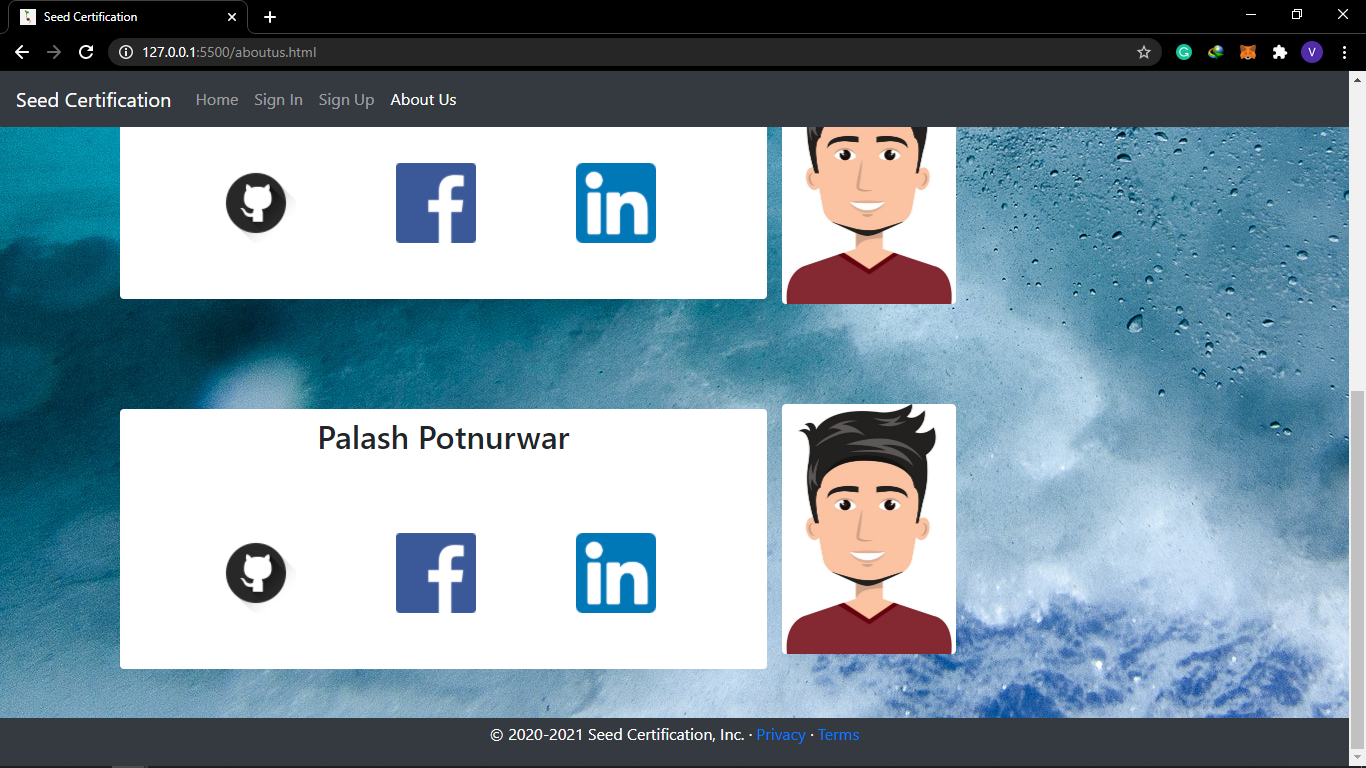 Seed Certification
127.0.0.1:5500/aboutus.html
V
Seed Certification Home Sign In Sign Up About Us
f in
Palash Potnurwar
f in
© 2020-2021 Seed Certification, Inc. · Privacy · Terms